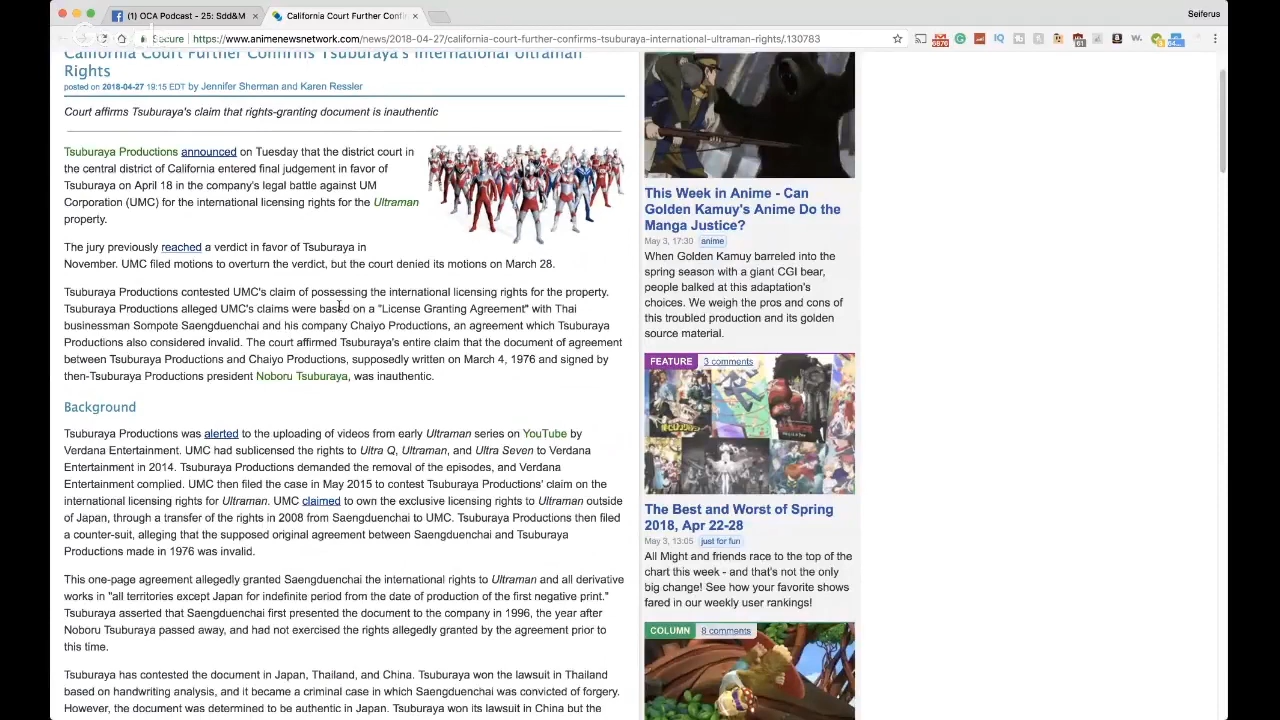 (1) OCA Podcast - 25: Sdd&M
California Court Further Confi
Seiferus
Secure
https://www.animenewsnetwork.com/news/2018-04-27/california-court-further-confirms-tsuburaya-international-ultraman-rights/.130783
California Court Further Confirms Tsuburaya's International Ultraman
Rights
posted on 2018-04-27 19:15 EDT by Jennifer Sherman and Karen Ressler
Court affirms Tsuburaya's claim that rights-granting document is inauthentic
Tsuburaya Productions announced on Tuesday that the district court in
the central district of California entered final judgement in favor of
Tsuburaya on April 18 in the company's legal battle against UM
Corporation (UMC) for the international licensing rights for the Ultraman
property.
The jury previously reached a verdict in favor of Tsuburaya in
November. UMC filed motions to overturn the verdict, but the court denied its motions on March 28.
Tsuburaya Productions contested UMC's claim of possessing the international licensing rights for the property.
Tsuburaya Productions alleged UMC's claims were based on a "License Granting Agreement" with Thai
businessman Sompote Saengduenchai and his company Chaiyo Productions, an agreement which Tsuburaya
Productions also considered invalid. The court affirmed Tsuburaya's entire claim that the document of agreement
between Tsuburaya Productions and Chaiyo Productions, supposedly written on March 4, 1976 and signed by
then-Tsuburaya Productions president Noboru Tsuburaya, was inauthentic.
Background
Tsuburaya Productions was alerted to the uploading of videos from early Ultraman series on YouTube by
Verdana Entertainment. UMC had sublicensed the rights to Ultra Q, Ultraman, and Ultra Seven to Verdana
Entertainment in 2014. Tsuburaya Productions demanded the removal of the episodes, and Verdana
Entertainment complied. UMC then filed the case in May 2015 to contest Tsuburaya Productions' claim on the
international licensing rights for Ultraman. UMC claimed to own the exclusive licensing rights to Ultraman outside
of Japan, through a transfer of the rights in 2008 from Saengduenchai to UMC. Tsuburaya Productions then filed
a counter-suit, alleging that the supposed original agreement between Saengduenchai and Tsuburaya
Productions made in 1976 was invalid.
This one-page agreement allegedly granted Saengduenchai the international rights to Ultraman and all derivative
works in "all territories except Japan for indefinite period from the date of production of the first negative print."
Tsuburaya asserted that Saengduenchai first presented the document to the company in 1996, the year after
Noboru Tsuburaya passed away, and had not exercised the rights allegedly granted by the agreement prior to
this time.
Tsuburaya has contested the document in Japan, Thailand, and China. Tsuburaya won the lawsuit in Thailand
based on handwriting analysis, and it became a criminal case in which Saengduenchai was convicted of forgery.
However, the document was determined to be authentic in Japan. Tsuburaya won its lawsuit in China but the
This Week in Anime - Can
Golden Kamuy's Anime Do the
Manga Justice?
May 3, 17:30 anime
When Golden Kamuy barreled into the
spring season with a giant CGI bear,
people balked at this adaptation's
choices. We weigh the pros and cons of
this troubled production and its golden
source material.
FEATURE 3 comments
The Best and Worst of Spring
2018, Apr 22-28
May 3, 13:05 just for fun
All Might and friends race to the top of the
chart this week - and that's not the only
big change! See how your favorite shows
fared in our weekly user rankings!
COLUMN 8 comments